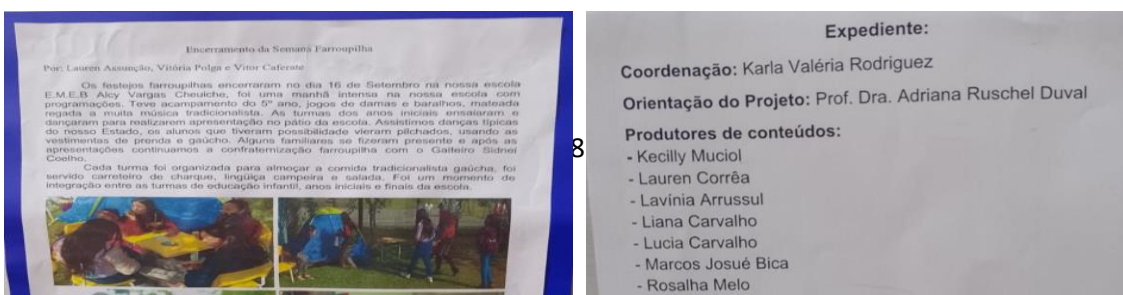 Encerramento da Semana Farroupilha
Por: Lauren Assunção, Vitória Polga e Vitor Caferate
Os festejos farroupilhas encerraram no dia 16 de Setembro na nossa escola
E.M.E.B Alcy Vargas Cheuiche, foi uma manhã intensa na nossa escola com
programações. Teve acampamento do 5º ano, jogos de damas e baralhos, mateada
regada a muita música tradicionalista. As turmas dos anos iniciais ensaiaram e
dançaram para realizarem apresentação no pátio da escola. Assistimos danças típicas
do nosso Estado, os alunos que tiveram possibilidade vieram pilchados, usando as
vestimentas de prenda e gaúcho. Alguns familiares se fizeram presente e após as
apresentações continuamos a confraternização farroupilha com o Gaiteiro Sidnei
Coelho.
Cada turma foi organizada para almoçar a comida tradicionalista gaúcha, foi
servido carreteiro de charque, lingüiça campeira e salada. Foi um momento de
integração entre as turmas de educação infantil, anos iniciais e finais da escola.
8
Expediente:
Coordenação: Karla Valéria Rodriguez
Orientação do Projeto: Prof. Dra. Adriana Ruschel Duval
Produtores de conteúdos:
- Kecilly Muciol
- Lauren Corrêa
- Lavínia Arrussul
- Liana Carvalho
- Lucia Carvalho
- Marcos Josué Bica
- Rosalha Melo